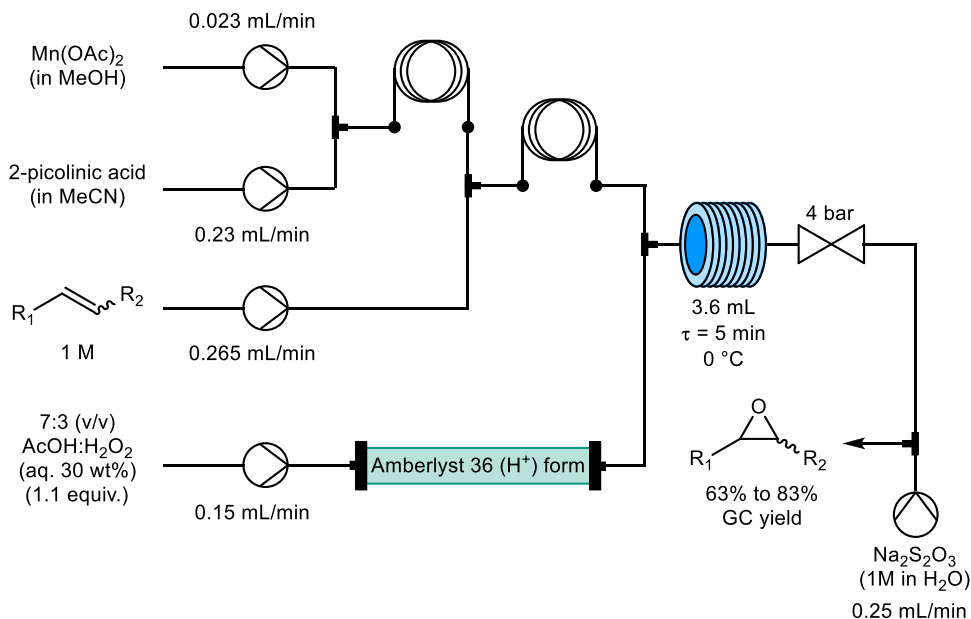 0.023 mL/min
Mn(OAc)₂
(in MeOH)
2-picolinic acid
(in MeCN)
0.23 mL/min
R₁
R₂
1 M
0.265 mL/min
4 bar
3.6 mL
τ = 5 min
0 °C
7:3 (v/v)
AcOH:H₂O₂
(aq. 30 wt%)
(1.1 equiv.)
Amberlyst 36 (H⁺) form
0.15 mL/min
O
R₁
R₂
63% to 83%
GC yield
Na₂S₂O₃
(1M in H₂O)
0.25 mL/min